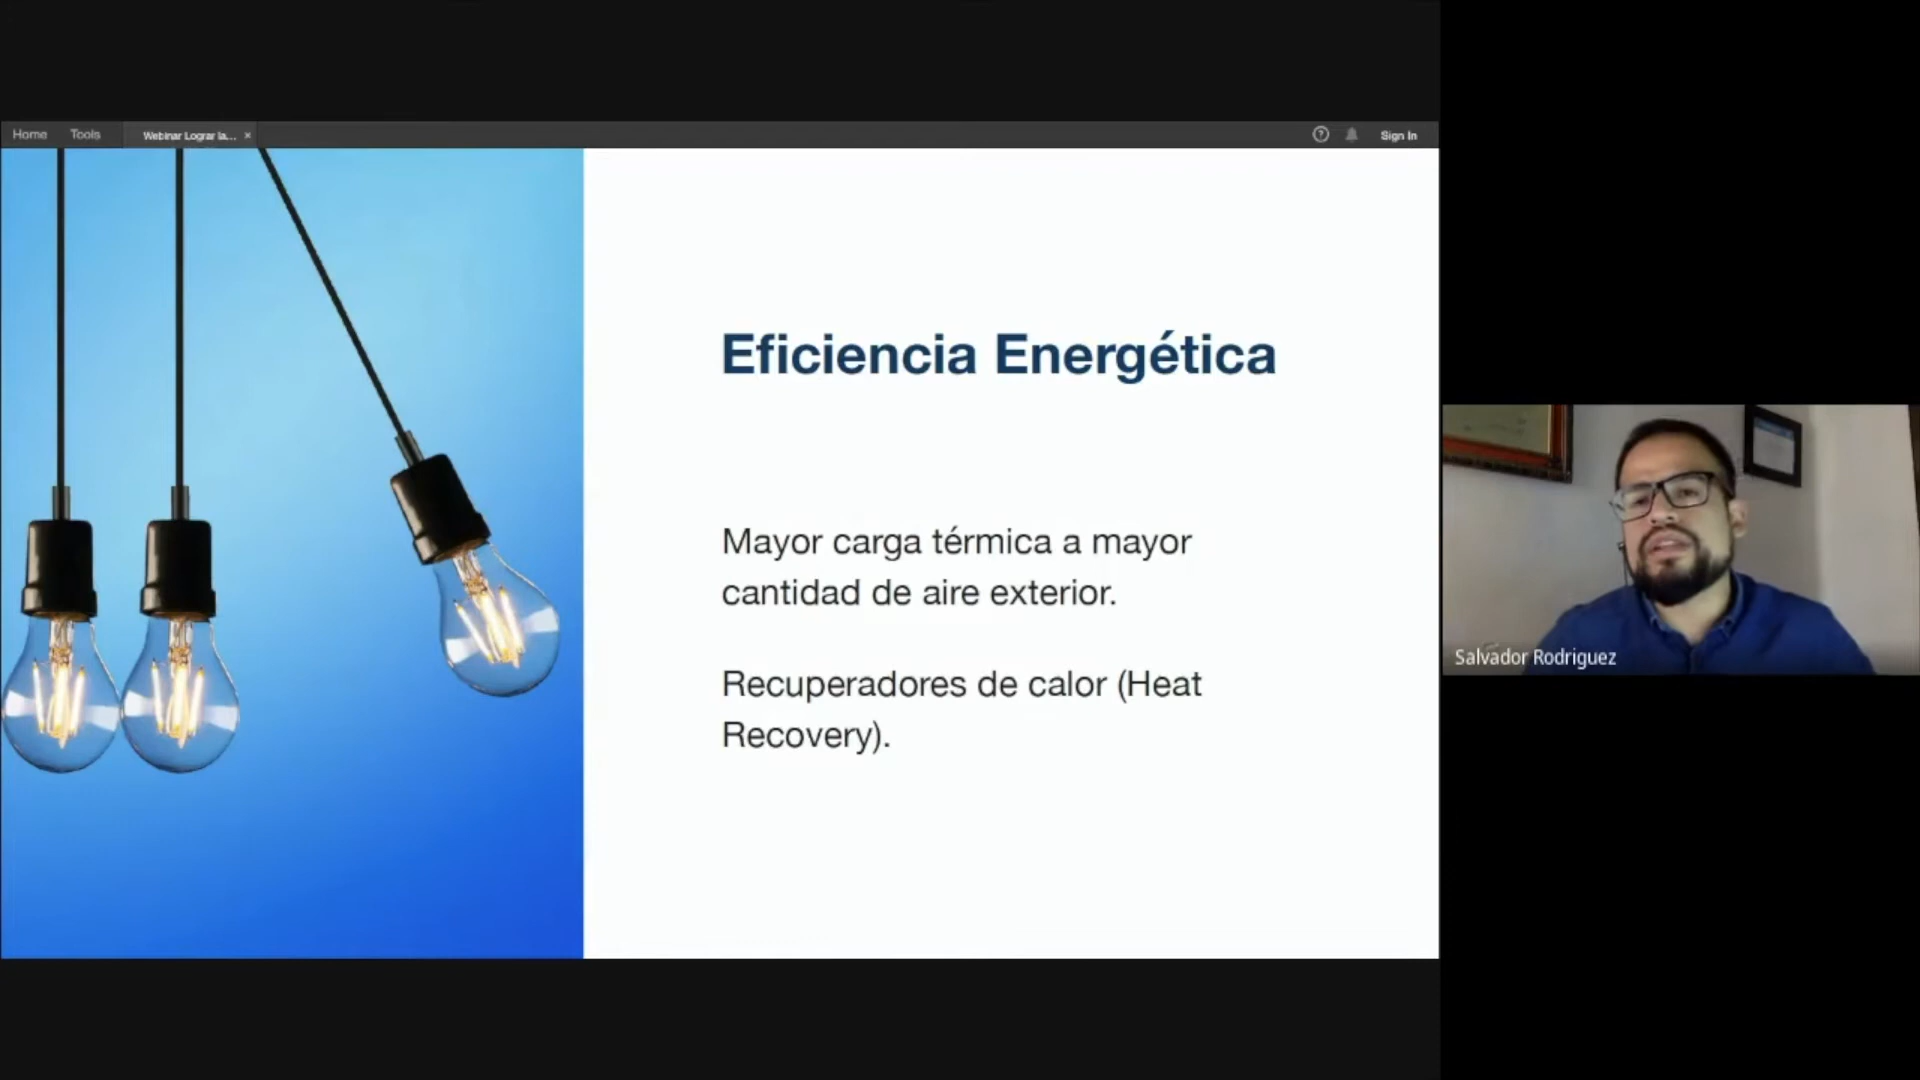 Home Tools Webinar Lograr la... × ? Sign In
Eficiencia Energética
Mayor carga térmica a mayor
cantidad de aire exterior.
Recuperadores de calor (Heat
Recovery).
Salvador Rodriguez